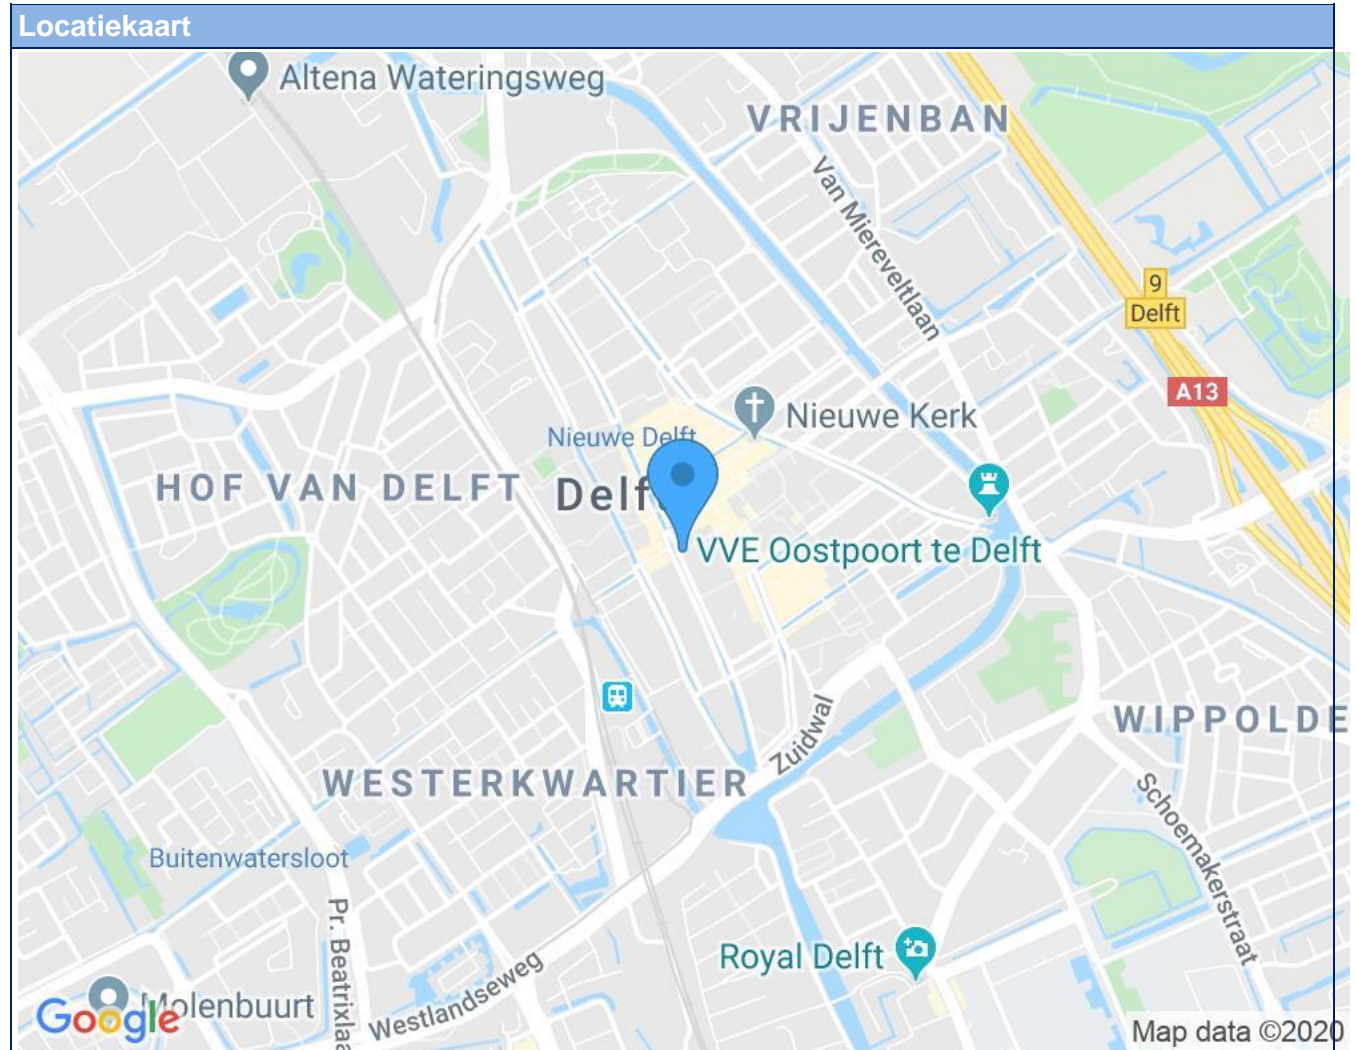 Locatiekaart
Altena Wateringsweg
VRIJENBAN
Van Miereveltlaan
9
Delft
A13
Nieuwe Kerk
Nieuwe Delft
HOF VAN DELFT
Delf
VVE Oostpoort te Delft
Zuidwal
WIPPOLDE
WESTERKWARTIER
Schoemakerstraat
Buitenwatersloot
Pr. Beatrixlaa
Royal Delft
Westlandseweg
Molenbuurt
Google
Map data ©2020